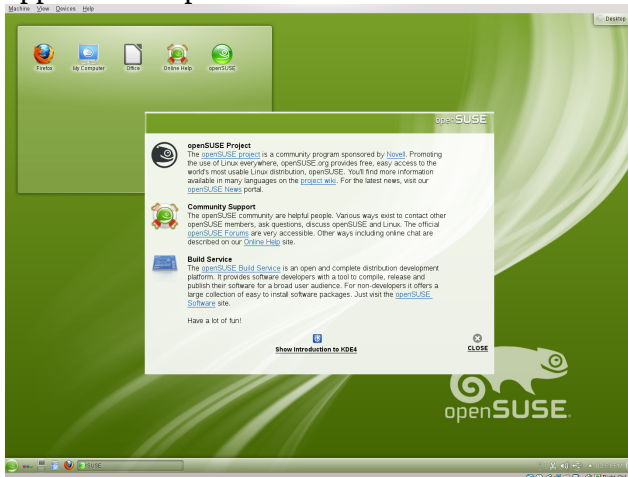 Machine View Devices Help
Desktop
Firefox My Computer Office Online Help openSUSE
openSUSE
openSUSE Project
The openSUSE project is a community program sponsored by Novell. Promoting
the use of Linux everywhere, openSUSE.org provides free, easy access to the
world's most usable Linux distribution, openSUSE. You'll find more information
available in many languages on the project wiki. For the latest news, visit our
openSUSE News portal.
Community Support
The openSUSE community are helpful people. Various ways exist to contact other
openSUSE members, ask questions, discuss openSUSE and Linux. The official
openSUSE Forums are very accessible. Other ways including online chat are
described on our Online Help site.
Build Service
The openSUSE Build Service is an open and complete distribution development
platform. It provides software developers with a tool to compile, release and
publish their software for a broad user audience. For non-developers it offers a
large collection of easy to install software packages. Just visit the openSUSE
Software site.
Have a lot of fun!
Show Introduction to KDE4
CLOSE
openSUSE.
SUSE